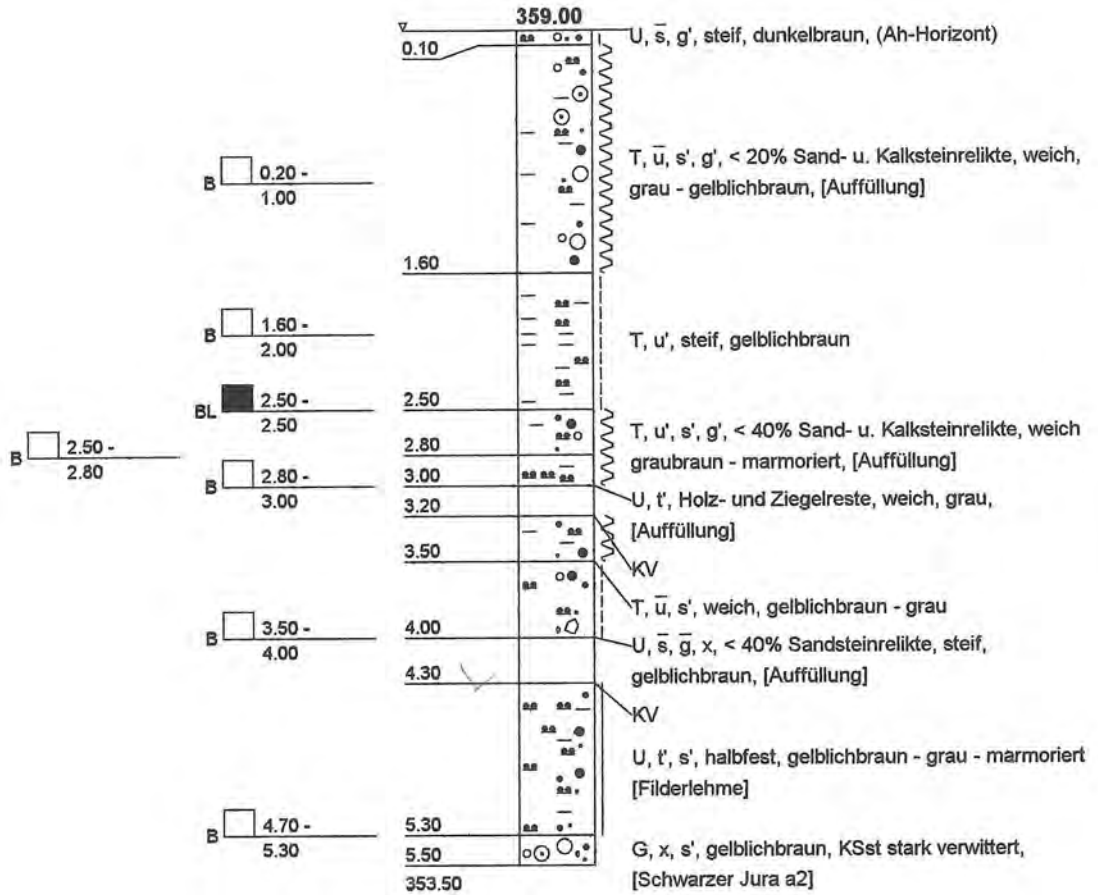 359.00
U, s̅, g', steif, dunkelbraun, (Ah-Horizont)
0.10
T, u̅, s', g', < 20% Sand- u. Kalksteinrelikte, weich,
grau - gelblichbraun, [Auffüllung]
B 0.20 -
1.00
1.60
B 1.60 -
2.00
T, u', steif, gelblichbraun
BL 2.50 -
2.50
2.50
T, u', s', g', < 40% Sand- u. Kalksteinrelikte, weich
graubraun - marmoriert, [Auffüllung]
B 2.50 -
2.80
2.80
B 2.80 -
3.00
3.00
U, t', Holz- und Ziegelreste, weich, grau,
[Auffüllung]
3.20
KV
3.50
T, u̅, s', weich, gelblichbraun - grau
B 3.50 -
4.00
4.00
U, s̅, g̅, x, < 40% Sandsteinrelikte, steif,
gelblichbraun, [Auffüllung]
4.30
KV
U, t', s', halbfest, gelblichbraun - grau - marmoriert
[Filderlehme]
B 4.70 -
5.30
5.30
G, x, s', gelblichbraun, KSst stark verwittert,
[Schwarzer Jura a2]
5.50
353.50